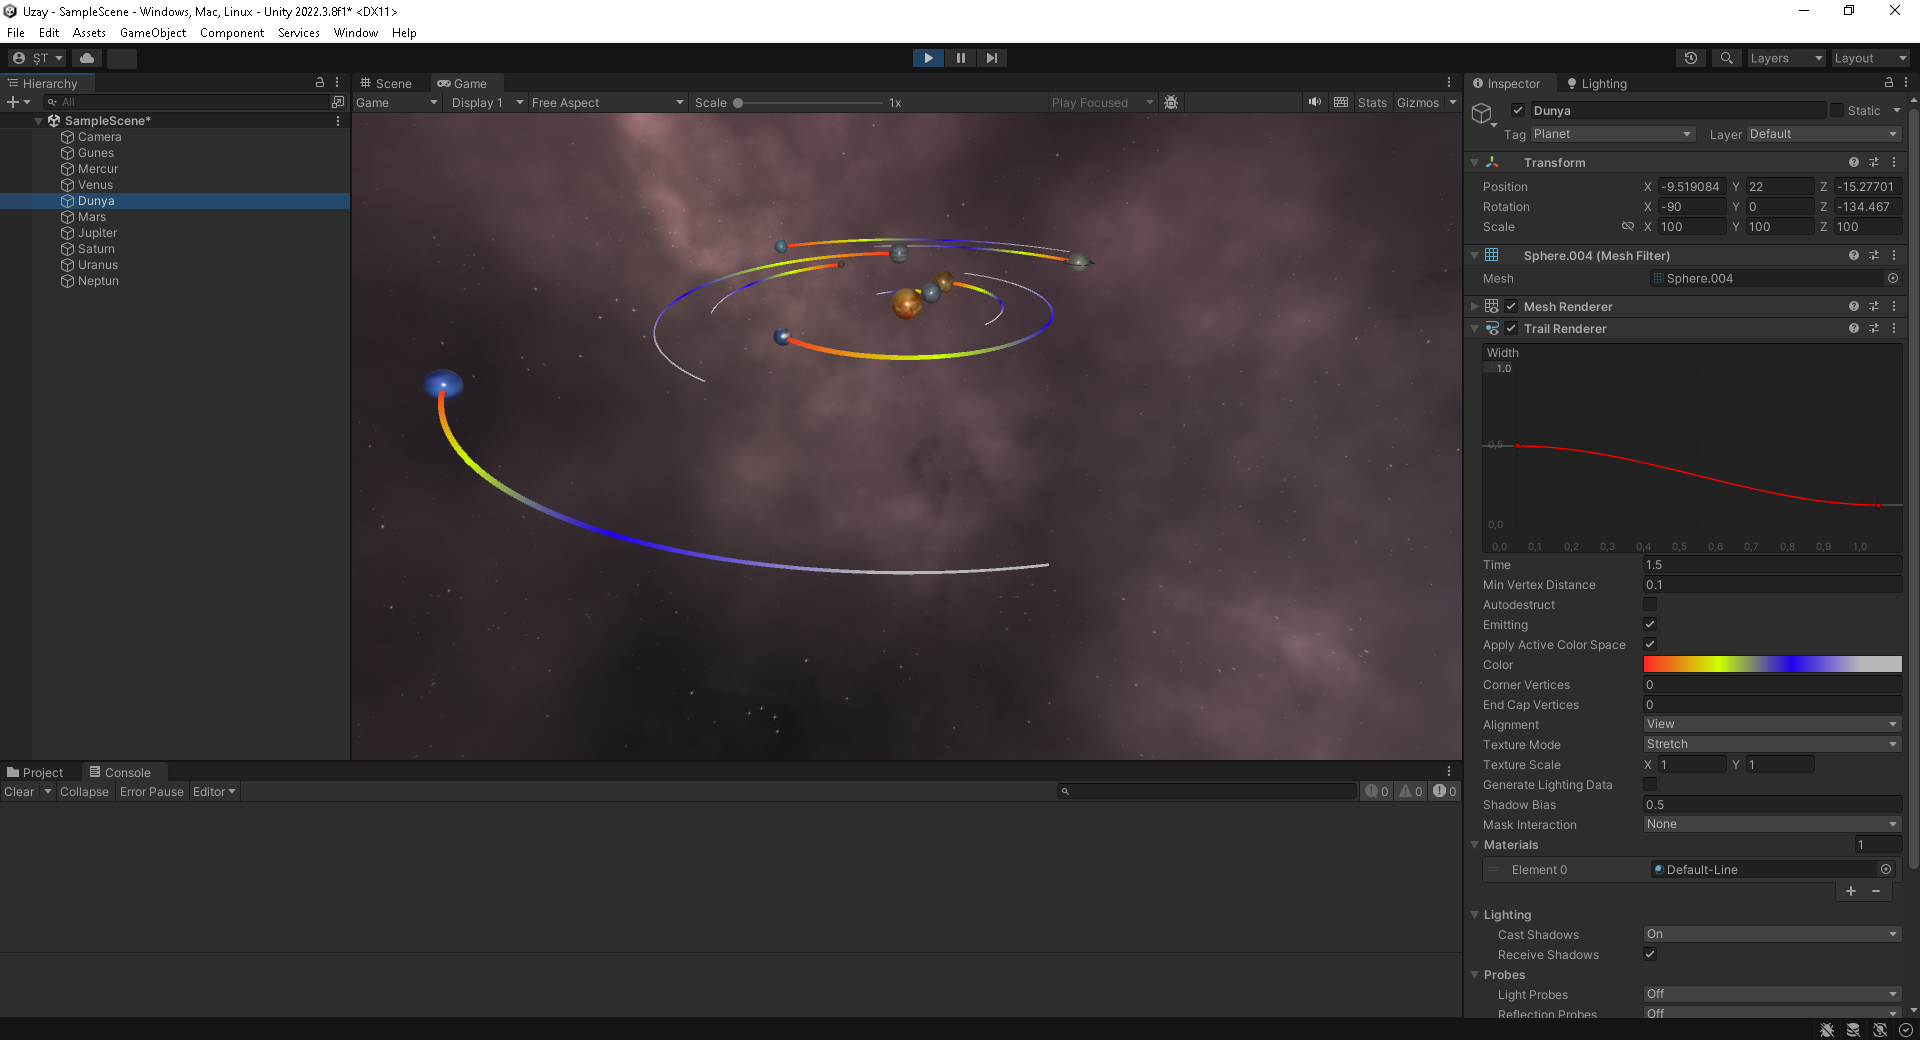 Uzay - SampleScene - Windows, Mac, Linux - Unity 2022.3.8f1* <DX11>
File Edit Assets GameObject Component Services Window Help
ŞT Layers Layout
Hierarchy
All
SampleScene*
Camera
Gunes
Mercur
Venus
Dunya
Mars
Jupiter
Saturn
Uranus
Neptun
Scene Game
Game Display 1 Free Aspect Scale 1x Play Focused Stats Gizmos
Project Console
Clear Collapse Error Pause Editor 0 0 0
Inspector Lighting
Dunya Static
Tag Planet Layer Default
Transform
Position X -9.519084 Y 22 Z -15.27701
Rotation X -90 Y 0 Z -134.467
Scale X 100 Y 100 Z 100
Sphere.004 (Mesh Filter)
Mesh Sphere.004
Mesh Renderer
Trail Renderer
Width
1.0
0,5
0,0
0,0 0,1 0,2 0,3 0,4 0,5 0,6 0,7 0,8 0,9 1,0
Time 1.5
Min Vertex Distance 0.1
Autodestruct
Emitting
Apply Active Color Space
Color
Corner Vertices 0
End Cap Vertices 0
Alignment View
Texture Mode Stretch
Texture Scale X 1 Y 1
Generate Lighting Data
Shadow Bias 0.5
Mask Interaction None
Materials 1
Element 0 Default-Line
Lighting
Cast Shadows On
Receive Shadows
Probes
Light Probes Off
Reflection Probes Off